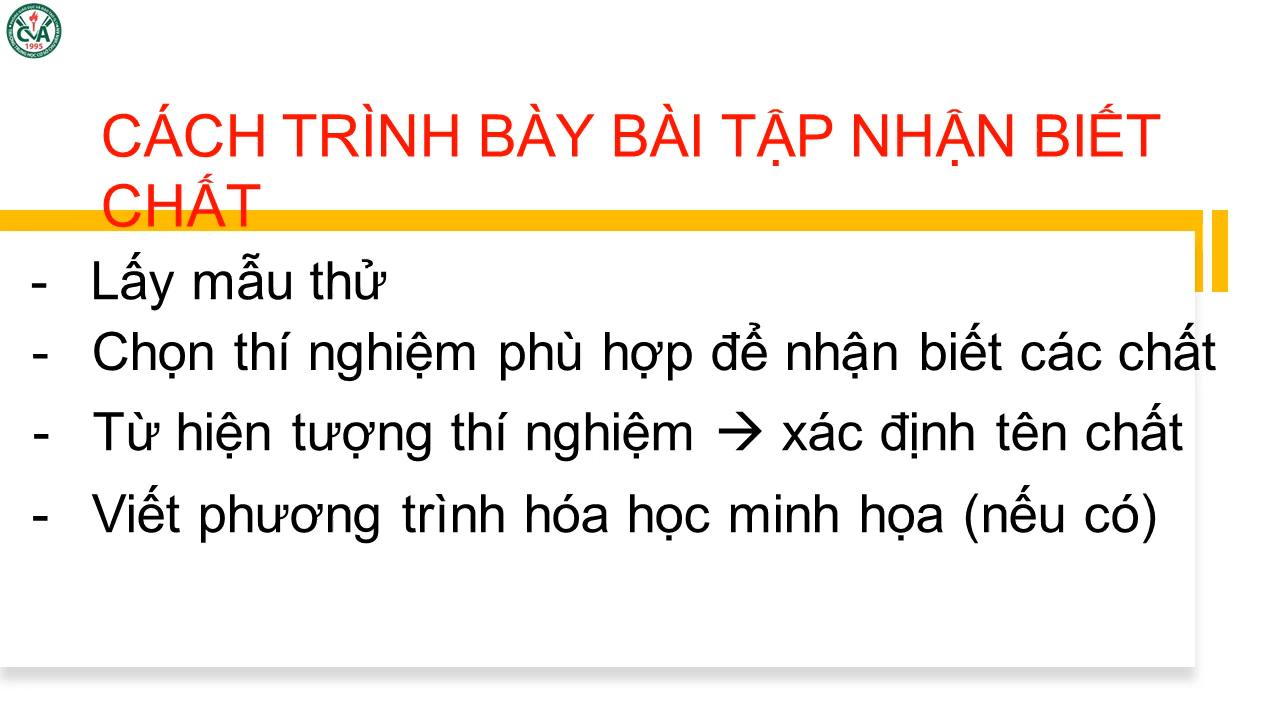 CVA
1995
CÁCH TRÌNH BÀY BÀI TẬP NHẬN BIẾT
CHẤT
- Lấy mẫu thử
- Chọn thí nghiệm phù hợp để nhận biết các chất
- Từ hiện tượng thí nghiệm → xác định tên chất
- Viết phương trình hóa học minh họa (nếu có)